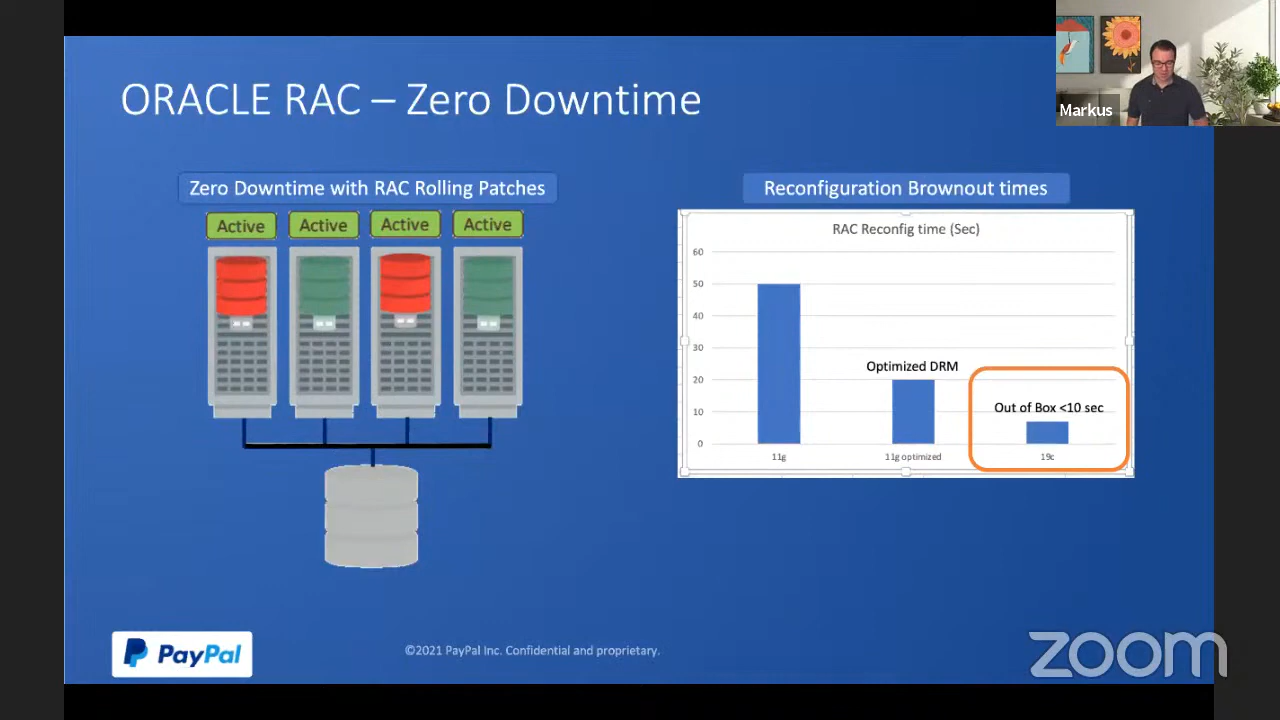 Markus
ORACLE RAC – Zero Downtime
Zero Downtime with RAC Rolling Patches
Active
Active
Active
Active
Reconfiguration Brownout times
RAC Reconfig time (Sec)
60
50
40
30
20
10
0
Optimized DRM
Out of Box <10 sec
11g
11g optimized
19c
PayPal
©2021 PayPal Inc. Confidential and proprietary.
zoom